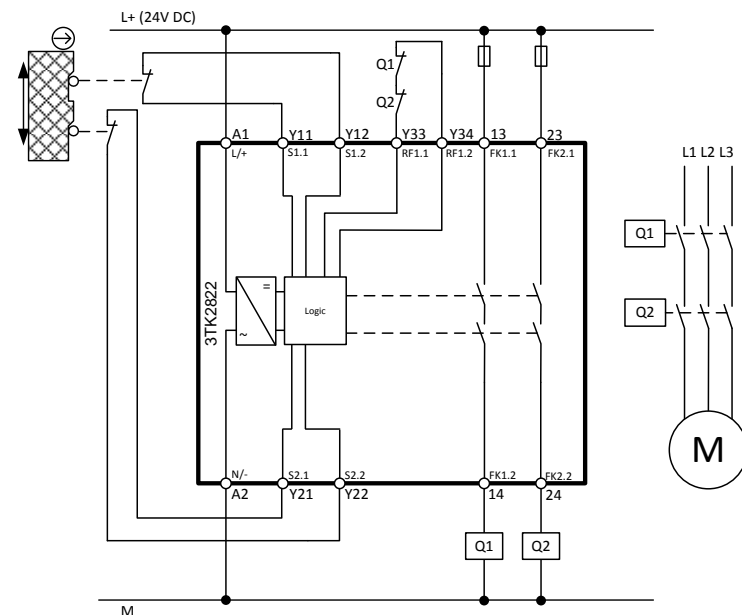 L+ (24V DC)
Q1
Q2
A1 Y11 Y12 Y33 Y34 13 23
L/+ S1.1 S1.2 RF1.1 RF1.2 FK1.1 FK2.1
L1 L2 L3
Q1
3TK2822
=
~
Logic
Q2
M
N/- S2.1 S2.2 FK1.2 FK2.2
A2 Y21 Y22 14 24
Q1 Q2
M